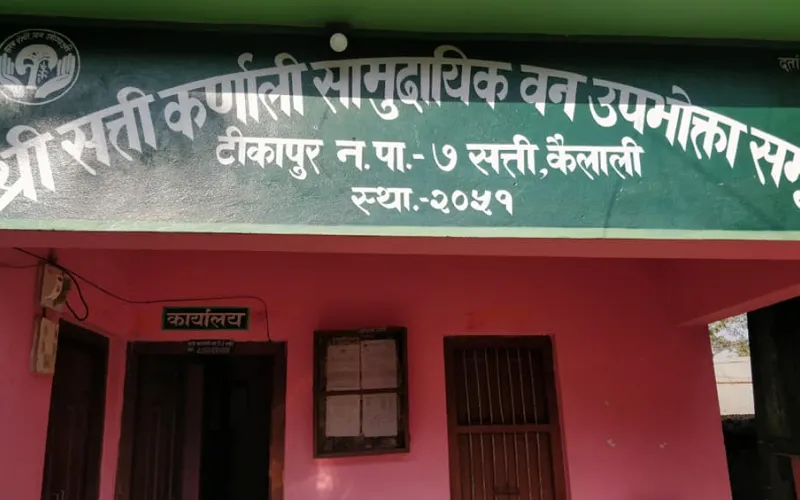 श्री सत्ती कर्णाली सामुदायिक वन उपभोक्ता समू
टीकापुर न.पा.-७ सत्ती,कैलाली
स्था.-२०५१
कार्यालय